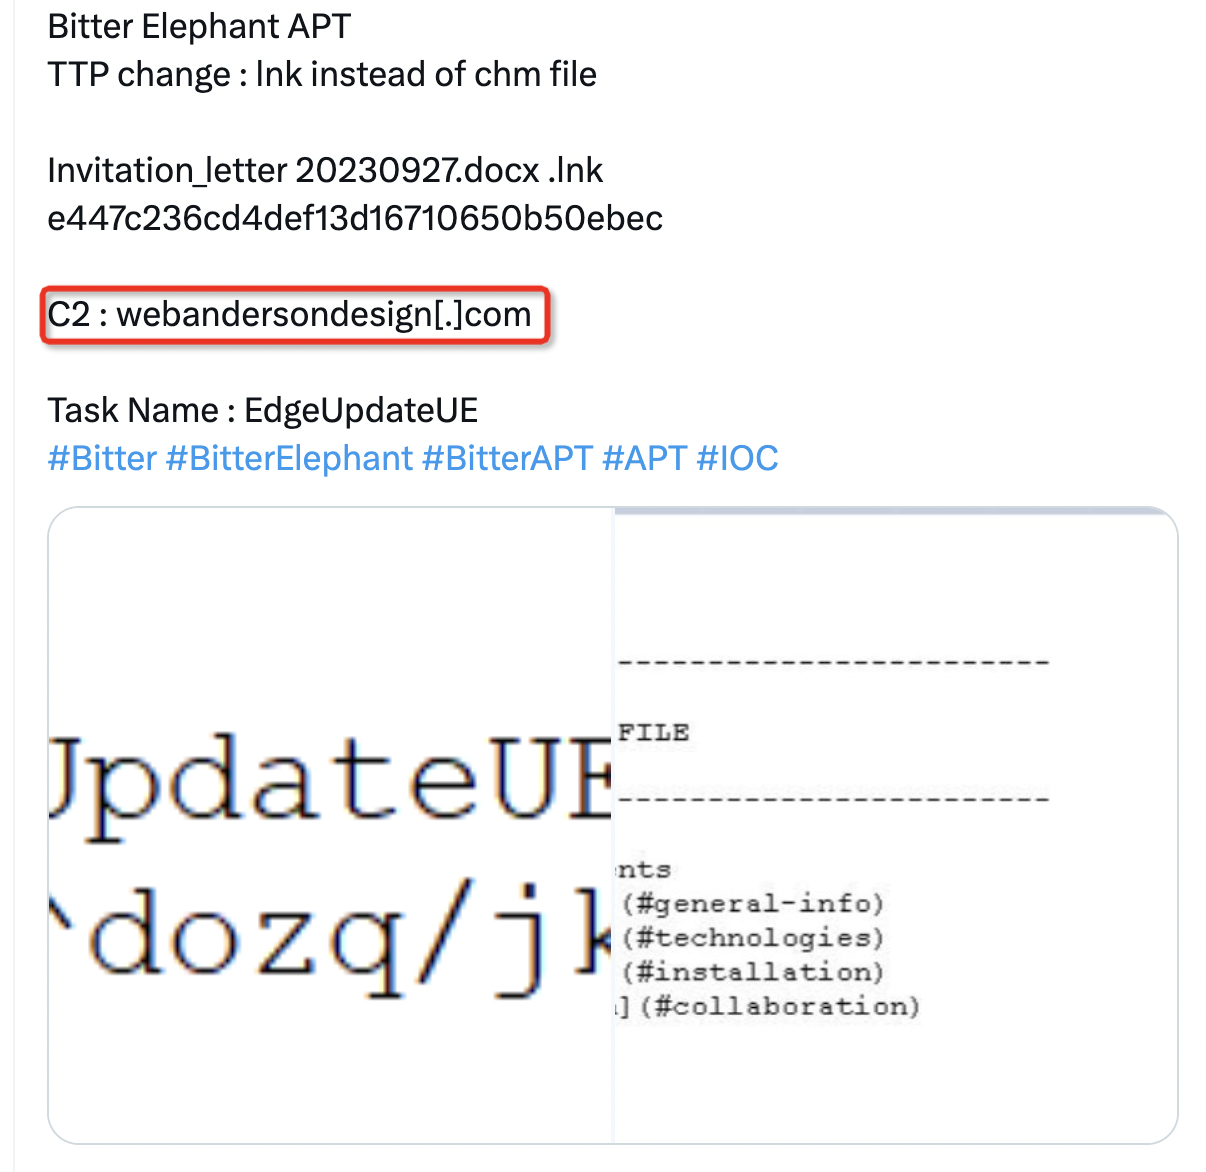 Bitter Elephant APT
TTP change : lnk instead of chm file
Invitation_letter 20230927.docx .lnk
e447c236cd4def13d16710650b50ebec
C2 : webandersondesign[.]com
Task Name : EdgeUpdateUE
#Bitter #BitterElephant #BitterAPT #APT #IOC
UpdateUE
^dozq/jk
------------------------
FILE
------------------------
nts
(#general-info)
(#technologies)
(#installation)
](#collaboration)